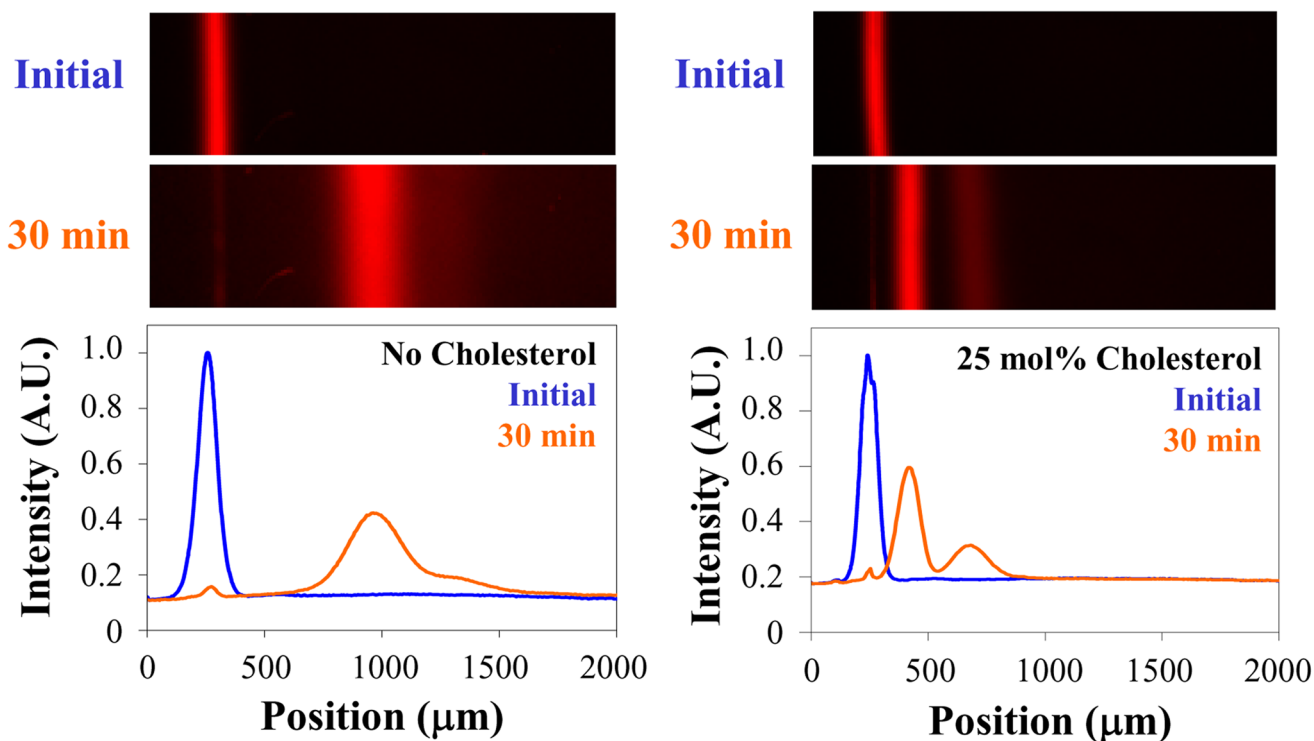 Initial
30 min
Intensity (A.U.)
1.0
0.8
0.6
0.4
0.2
0
No Cholesterol
Initial
30 min
0 500 1000 1500 2000
Position (μm)
Initial
30 min
Intensity (A.U.)
1.0
0.8
0.6
0.4
0.2
0
25 mol% Cholesterol
Initial
30 min
0 500 1000 1500 2000
Position (μm)